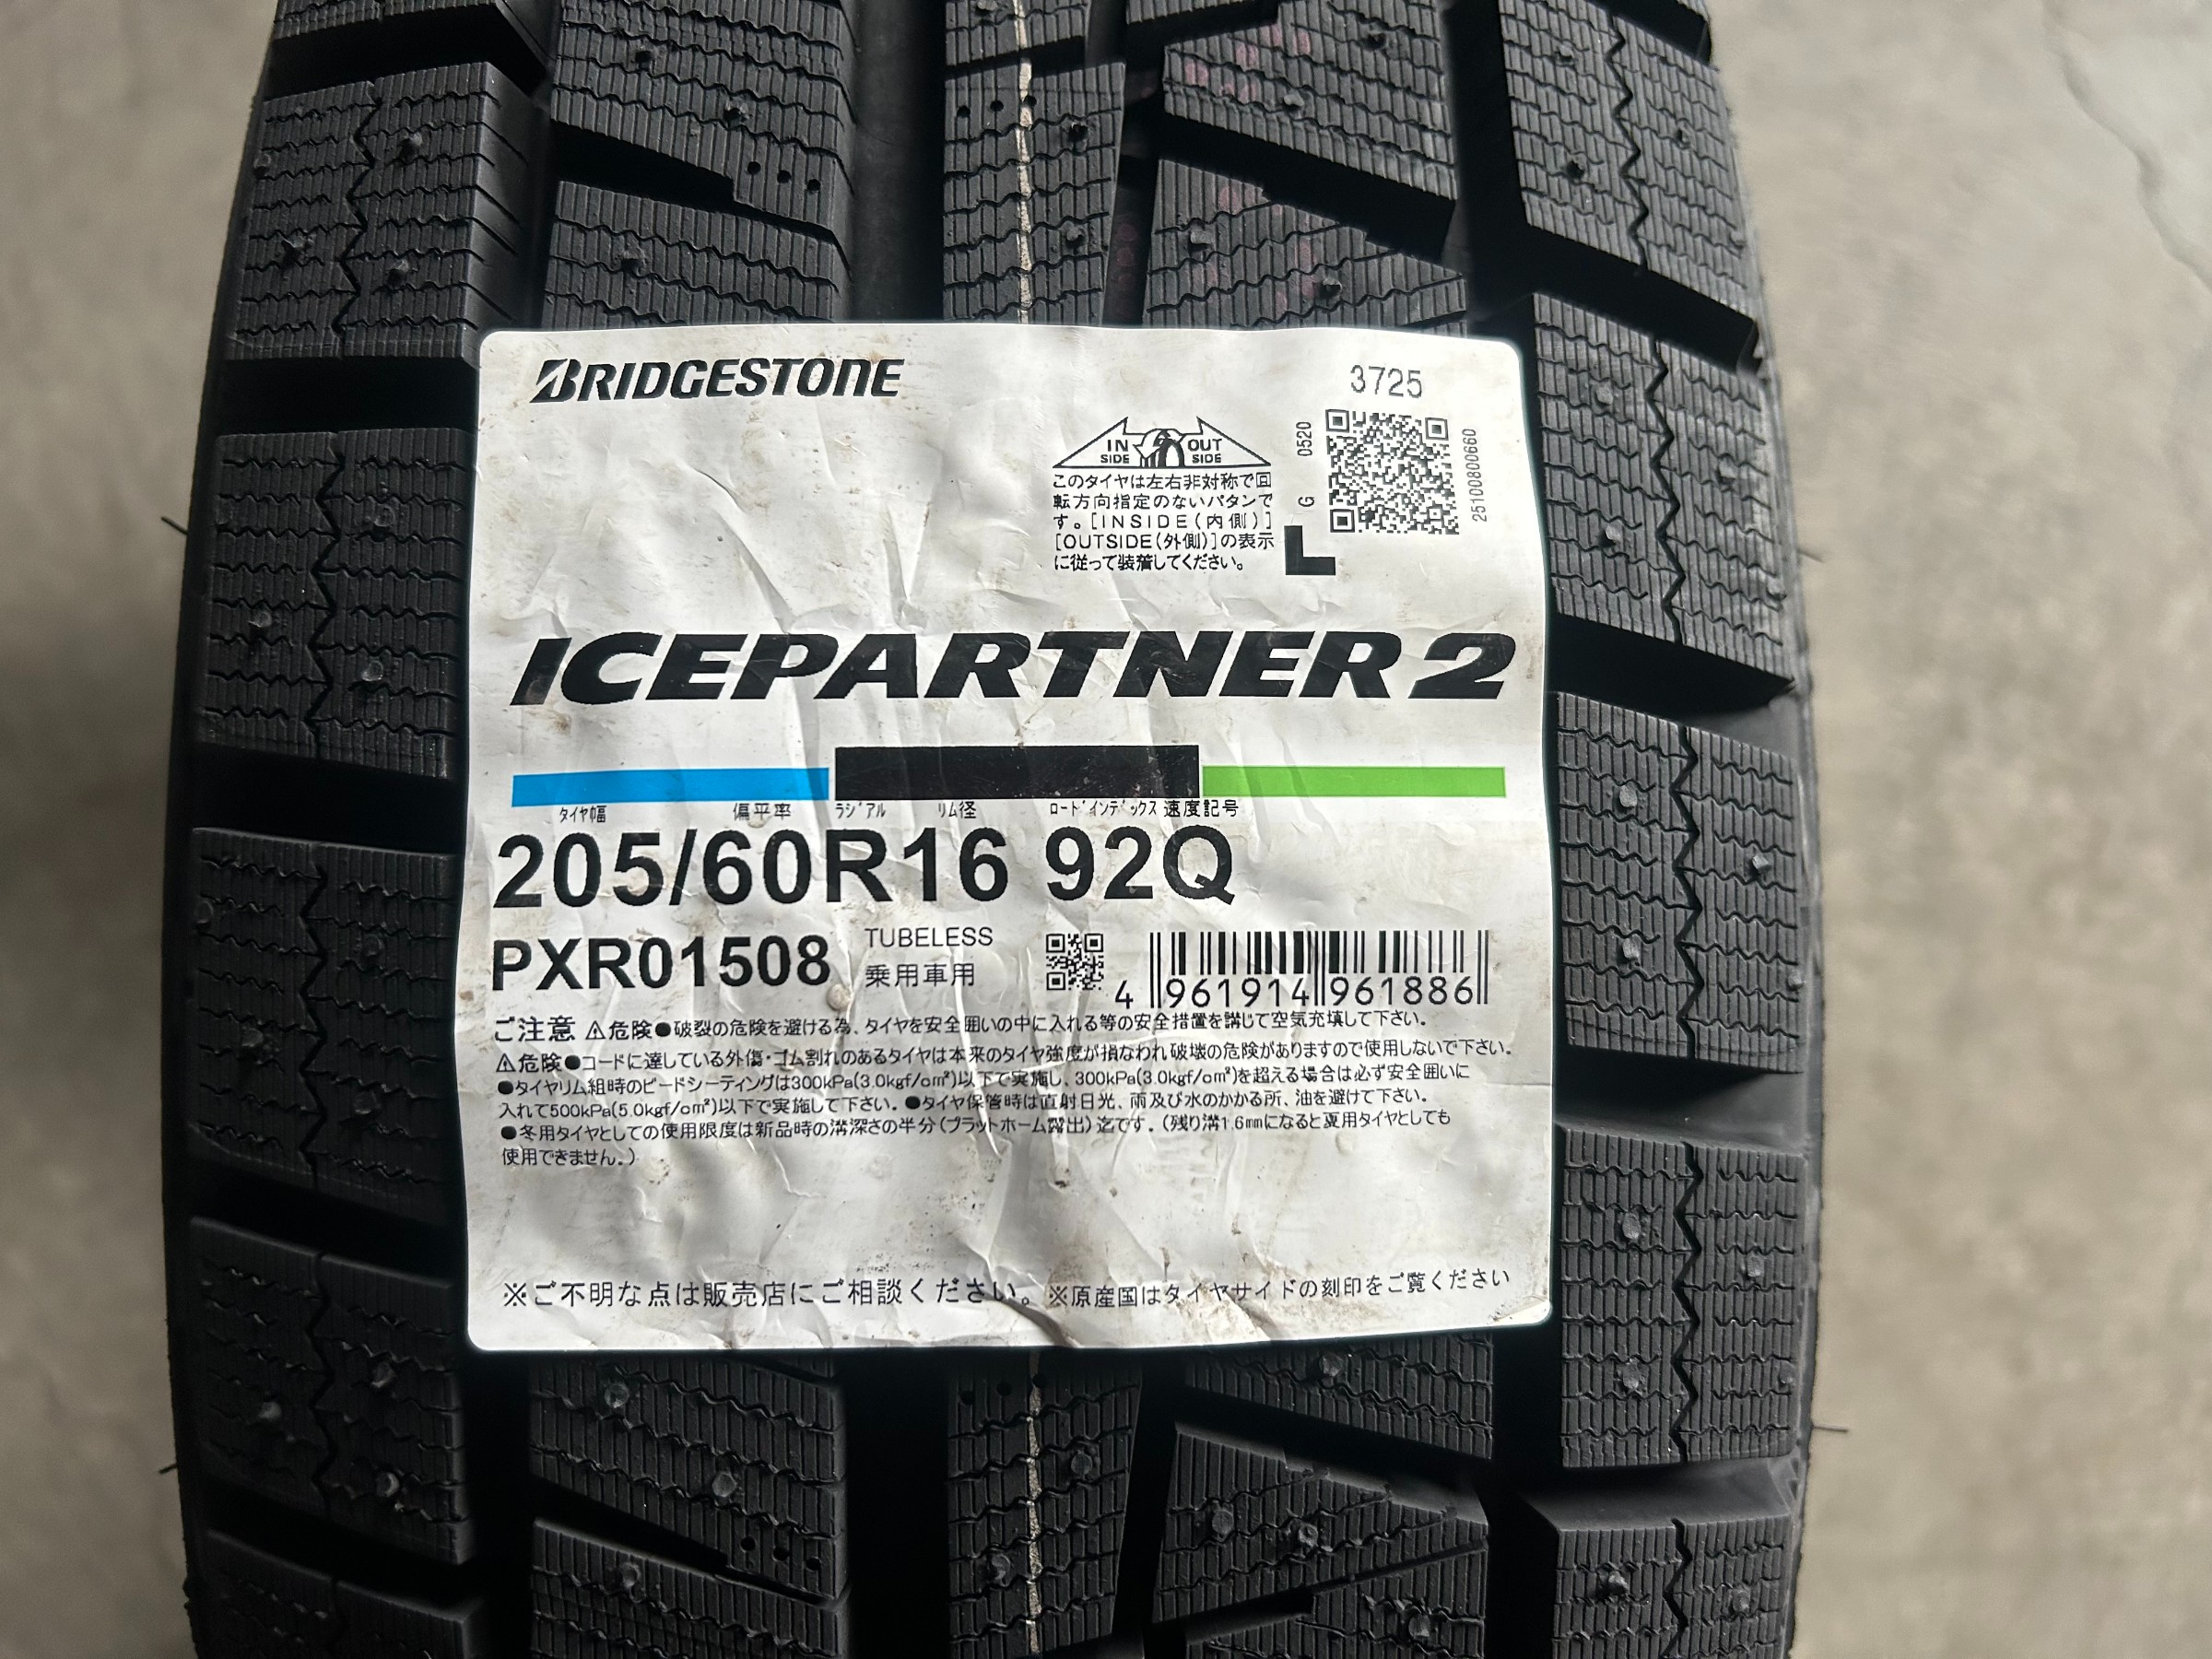 BRIDGESTONE
3725
IN SIDE OUT SIDE
G 0520
2510080066​0
このタイヤは左右非対称で回
転方向指定のないパタンで
す。[INSIDE(内側)]
[OUTSIDE(外側)]の表示
に従って装着してください。
L
ICEPARTNER2
タイヤ幅 偏平率 ラジアル リム径 ロードインデックス 速度記号
205/60R16 92Q
PXR01508
TUBELESS
乗用車用
4 961914 961886
ご注意 ⚠危険●破裂の危険を避ける為、タイヤを安全囲いの中に入れる等の安全措置を講じて空気充填して下さい。
⚠危険●コードに達している外傷・ゴム割れのあるタイヤは本来のタイヤ強度が損なわれ破壊の危険がありますので使用しないで下さい。
●タイヤリム組時のビードシーティングは300kPa(3.0kgf/cm²)以下で実施し、300kPa(3.0kgf/cm²)を超える場合は必ず安全囲いに
入れて500kPa(5.0kgf/cm²)以下で実施して下さい。●タイヤ保管時は直射日光、雨及び水のかかる所、油を避けて下さい。
●冬用タイヤとしての使用限度は新品時の溝深さの半分(プラットホーム露出)迄です。(残り溝1.6mmになると夏用タイヤとしても
使用できません。)
※ご不明な点は販売店にご相談ください。 ※原産国はタイヤサイドの刻印をご覧ください